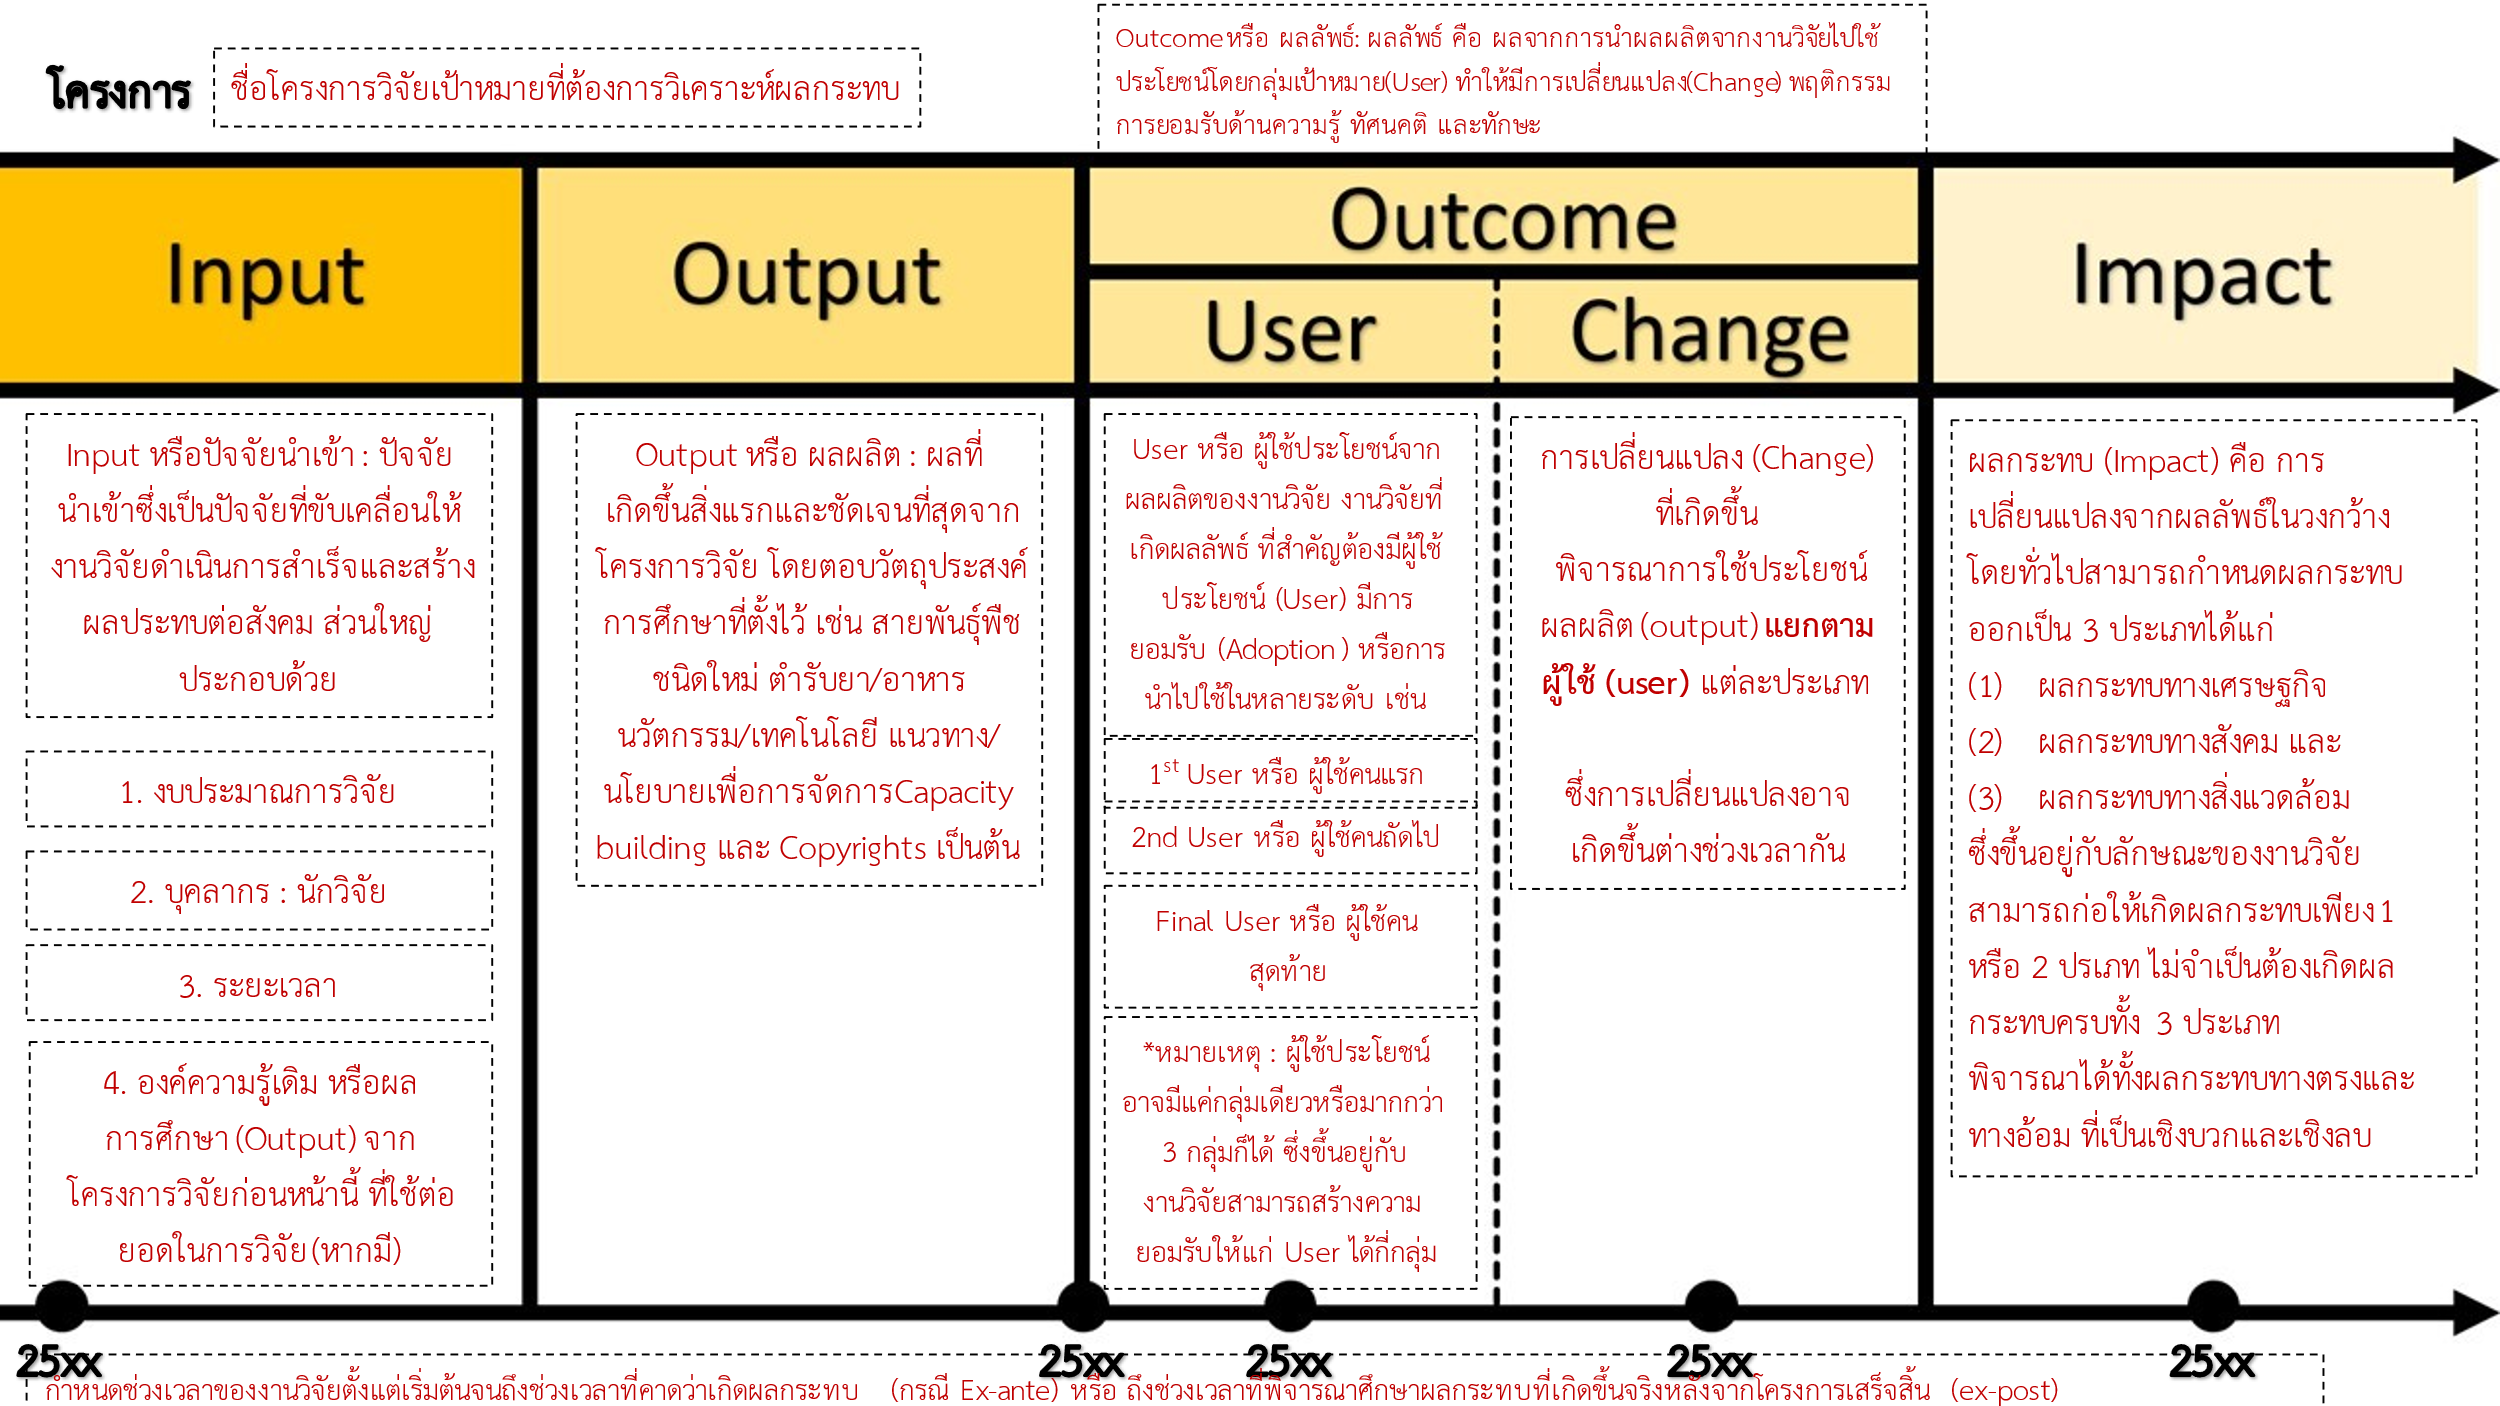 โครงการ
ชื่อโครงการวิจัยเป้าหมายที่ต้องการวิเคราะห์ผลกระทบ
Outcomeหรือ ผลลัพธ์: ผลลัพธ์ คือ ผลจากการนำผลผลิตจากงานวิจัยไปใช้
ประโยชน์โดยกลุ่มเป้าหมาย(User) ทำให้มีการเปลี่ยนแปลง(Change) พฤติกรรม
การยอมรับด้านความรู้ ทัศนคติ และทักษะ
Input
Output
Outcome
User
Change
Impact
Input หรือปัจจัยนำเข้า : ปัจจัย
นำเข้าซึ่งเป็นปัจจัยที่ขับเคลื่อนให้
งานวิจัยดำเนินการสำเร็จและสร้าง
ผลประทบต่อสังคม ส่วนใหญ่
ประกอบด้วย
1. งบประมาณการวิจัย
2. บุคลากร : นักวิจัย
3. ระยะเวลา
4. องค์ความรู้เดิม หรือผล
การศึกษา (Output) จาก
โครงการวิจัยก่อนหน้านี้ ที่ใช้ต่อ
ยอดในการวิจัย (หากมี)
Output หรือ ผลผลิต : ผลที่
เกิดขึ้นสิ่งแรกและชัดเจนที่สุดจาก
โครงการวิจัย โดยตอบวัตถุประสงค์
การศึกษาที่ตั้งไว้ เช่น สายพันธุ์พืช
ชนิดใหม่ ตำรับยา/อาหาร
นวัตกรรม/เทคโนโลยี แนวทาง/
นโยบายเพื่อการจัดการCapacity
building และ Copyrights เป็นต้น
User หรือ ผู้ใช้ประโยชน์จาก
ผลผลิตของงานวิจัย งานวิจัยที่
เกิดผลลัพธ์ ที่สำคัญต้องมีผู้ใช้
ประโยชน์ (User) มีการ
ยอมรับ (Adoption ) หรือการ
นำไปใช้ในหลายระดับ เช่น
1st User หรือ ผู้ใช้คนแรก
2nd User หรือ ผู้ใช้คนถัดไป
Final User หรือ ผู้ใช้คน
สุดท้าย
*หมายเหตุ : ผู้ใช้ประโยชน์
อาจมีแค่กลุ่มเดียวหรือมากกว่า
3 กลุ่มก็ได้ ซึ่งขึ้นอยู่กับ
งานวิจัยสามารถสร้างความ
ยอมรับให้แก่ User ได้กี่กลุ่ม
การเปลี่ยนแปลง (Change)
ที่เกิดขึ้น
พิจารณาการใช้ประโยชน์
ผลผลิต (output) แยกตาม
ผู้ใช้ (user) แต่ละประเภท
ซึ่งการเปลี่ยนแปลงอาจ
เกิดขึ้นต่างช่วงเวลากัน
ผลกระทบ (Impact) คือ การ
เปลี่ยนแปลงจากผลลัพธ์ในวงกว้าง
โดยทั่วไปสามารถกำหนดผลกระทบ
ออกเป็น 3 ประเภทได้แก่
(1) ผลกระทบทางเศรษฐกิจ
(2) ผลกระทบทางสังคม และ
(3) ผลกระทบทางสิ่งแวดล้อม
ซึ่งขึ้นอยู่กับลักษณะของงานวิจัย
สามารถก่อให้เกิดผลกระทบเพียง 1
หรือ 2 ปรเภท ไม่จำเป็นต้องเกิดผล
กระทบครบทั้ง 3 ประเภท
พิจารณาได้ทั้งผลกระทบทางตรงและ
ทางอ้อม ที่เป็นเชิงบวกและเชิงลบ
25xx
25xx
25xx
25xx
25xx
กำหนดช่วงเวลาของงานวิจัยตั้งแต่เริ่มต้นจนถึงช่วงเวลาที่คาดว่าเกิดผลกระทบ (กรณี Ex-ante) หรือ ถึงช่วงเวลาที่พิจารณาศึกษาผลกระทบที่เกิดขึ้นจริงหลังจากโครงการเสร็จสิ้น (ex-post)